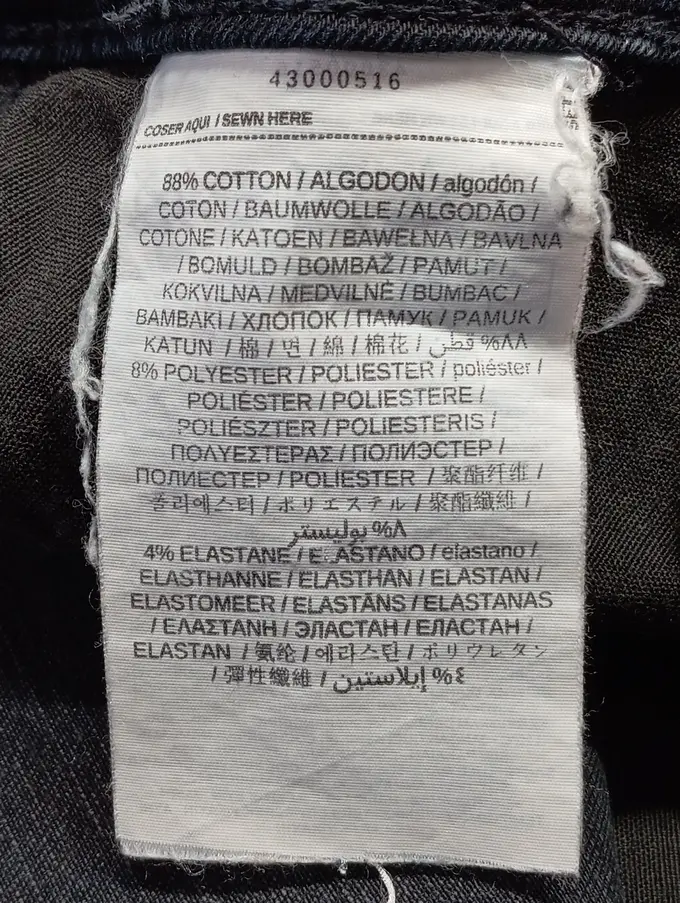 43000516
COSER AQUI / SEWN HERE
88% COTTON / ALGODON / algodón /
COTON / BAUMWOLLE / ALGODÃO /
COTONE / KATOEN / BAWEŁNA / BAVLNA
/ BOMULD / BOMBAŽ / PAMUT /
KOKVILNA / MEDVILNĖ / BUMBAC /
BAMBAKI / ХЛОПОК / ПАМУК / PAMUK /
KATUN / 棉 / 면 / 綿 / 棉花 / قطن %٨٨
8% POLYESTER / POLIESTER / poliéster /
POLIÉSTER / POLIESTERE /
POLIÉSZTER / POLIESTERIS /
ΠΟΛΥΕΣΤΕΡΑΣ / ПОЛИЭСТЕР /
ПОЛИЕСТЕР / POLIESTER / 聚酯纤维 /
폴리에스터 / ポリエステル / 聚酯纖維 /
بوليستر %٨
4% ELASTANE / ELASTANO / elastano /
ELASTHANNE / ELASTHAN / ELASTAN /
ELASTOMEER / ELASTĀNS / ELASTANAS
/ ΕΛΑΣΤΑΝΗ / ЭЛАСТАН / ЕЛАСТАН /
ELASTAN / 氨纶 / 에라스탄 / ポリウレタン
/ 彈性纖維 / إيلاستين %٤